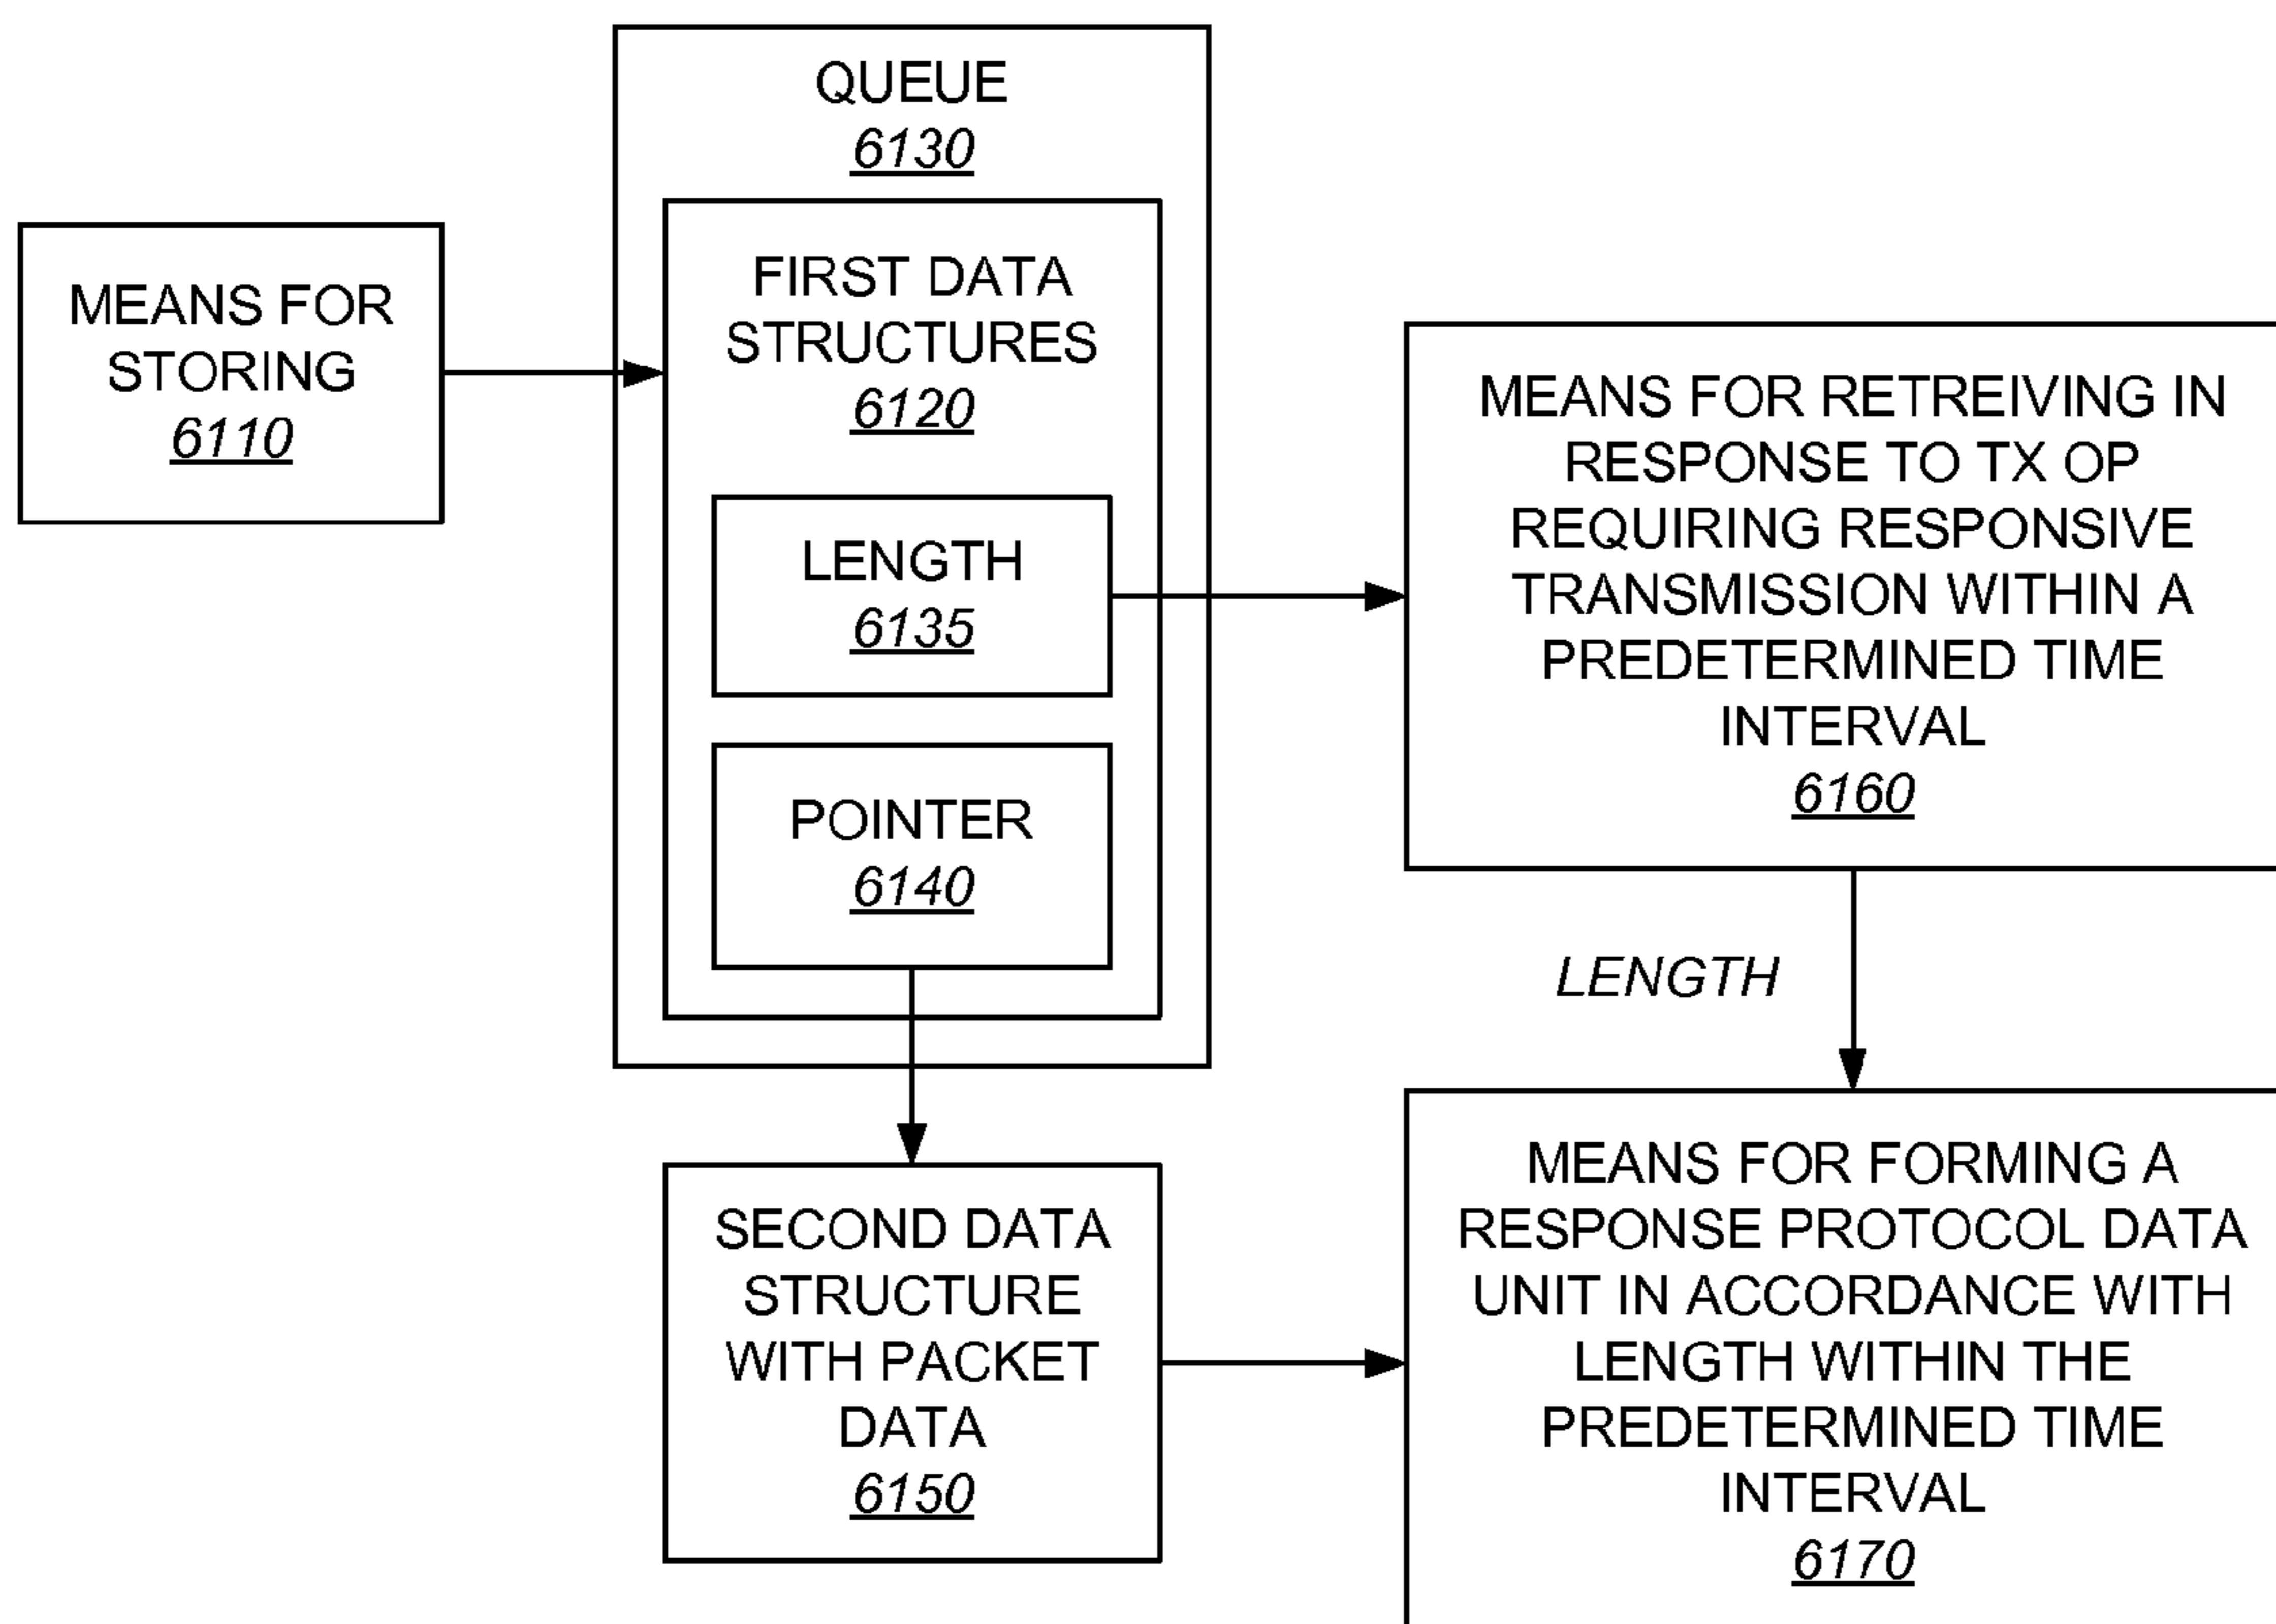 QUEUE
6130
MEANS FOR
STORING
6110
FIRST DATA
STRUCTURES
6120
LENGTH
6135
POINTER
6140
SECOND DATA
STRUCTURE
WITH PACKET
DATA
6150
MEANS FOR RETREIVING IN
RESPONSE TO TX OP
REQUIRING RESPONSIVE
TRANSMISSION WITHIN A
PREDETERMINED TIME
INTERVAL
6160
LENGTH
MEANS FOR FORMING A
RESPONSE PROTOCOL DATA
UNIT IN ACCORDANCE WITH
LENGTH WITHIN THE
PREDETERMINED TIME
INTERVAL
6170